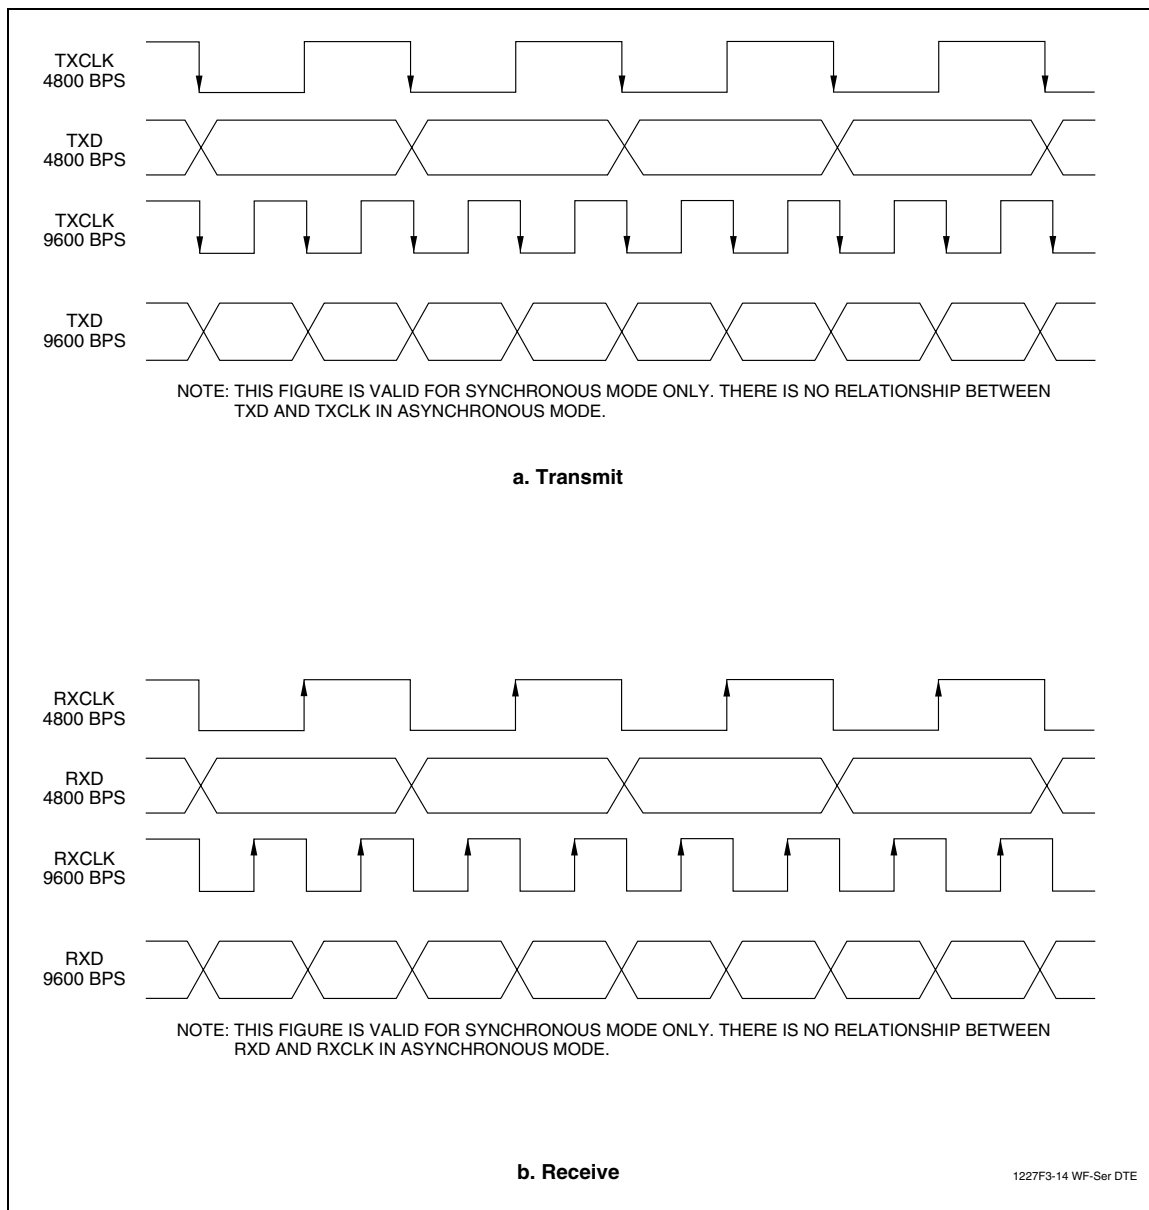 TXCLK
4800 BPS
TXD
4800 BPS
TXCLK
9600 BPS
TXD
9600 BPS
NOTE: THIS FIGURE IS VALID FOR SYNCHRONOUS MODE ONLY. THERE IS NO RELATIONSHIP BETWEEN
TXD AND TXCLK IN ASYNCHRONOUS MODE.
a. Transmit
RXCLK
4800 BPS
RXD
4800 BPS
RXCLK
9600 BPS
RXD
9600 BPS
NOTE: THIS FIGURE IS VALID FOR SYNCHRONOUS MODE ONLY. THERE IS NO RELATIONSHIP BETWEEN
RXD AND RXCLK IN ASYNCHRONOUS MODE.
b. Receive
1227F3-14 WF-Ser DTE